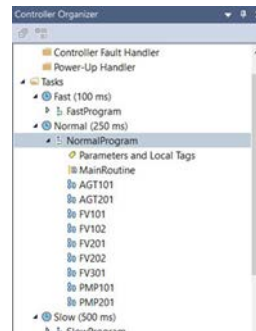 Controller Organizer
Controller Fault Handler
Power-Up Handler
Tasks
Fast (100 ms)
FastProgram
Normal (250 ms)
NormalProgram
Parameters and Local Tags
MainRoutine
AGT101
AGT201
FV101
FV102
FV201
FV202
FV301
PMP101
PMP201
Slow (500 ms)
SlowProgram